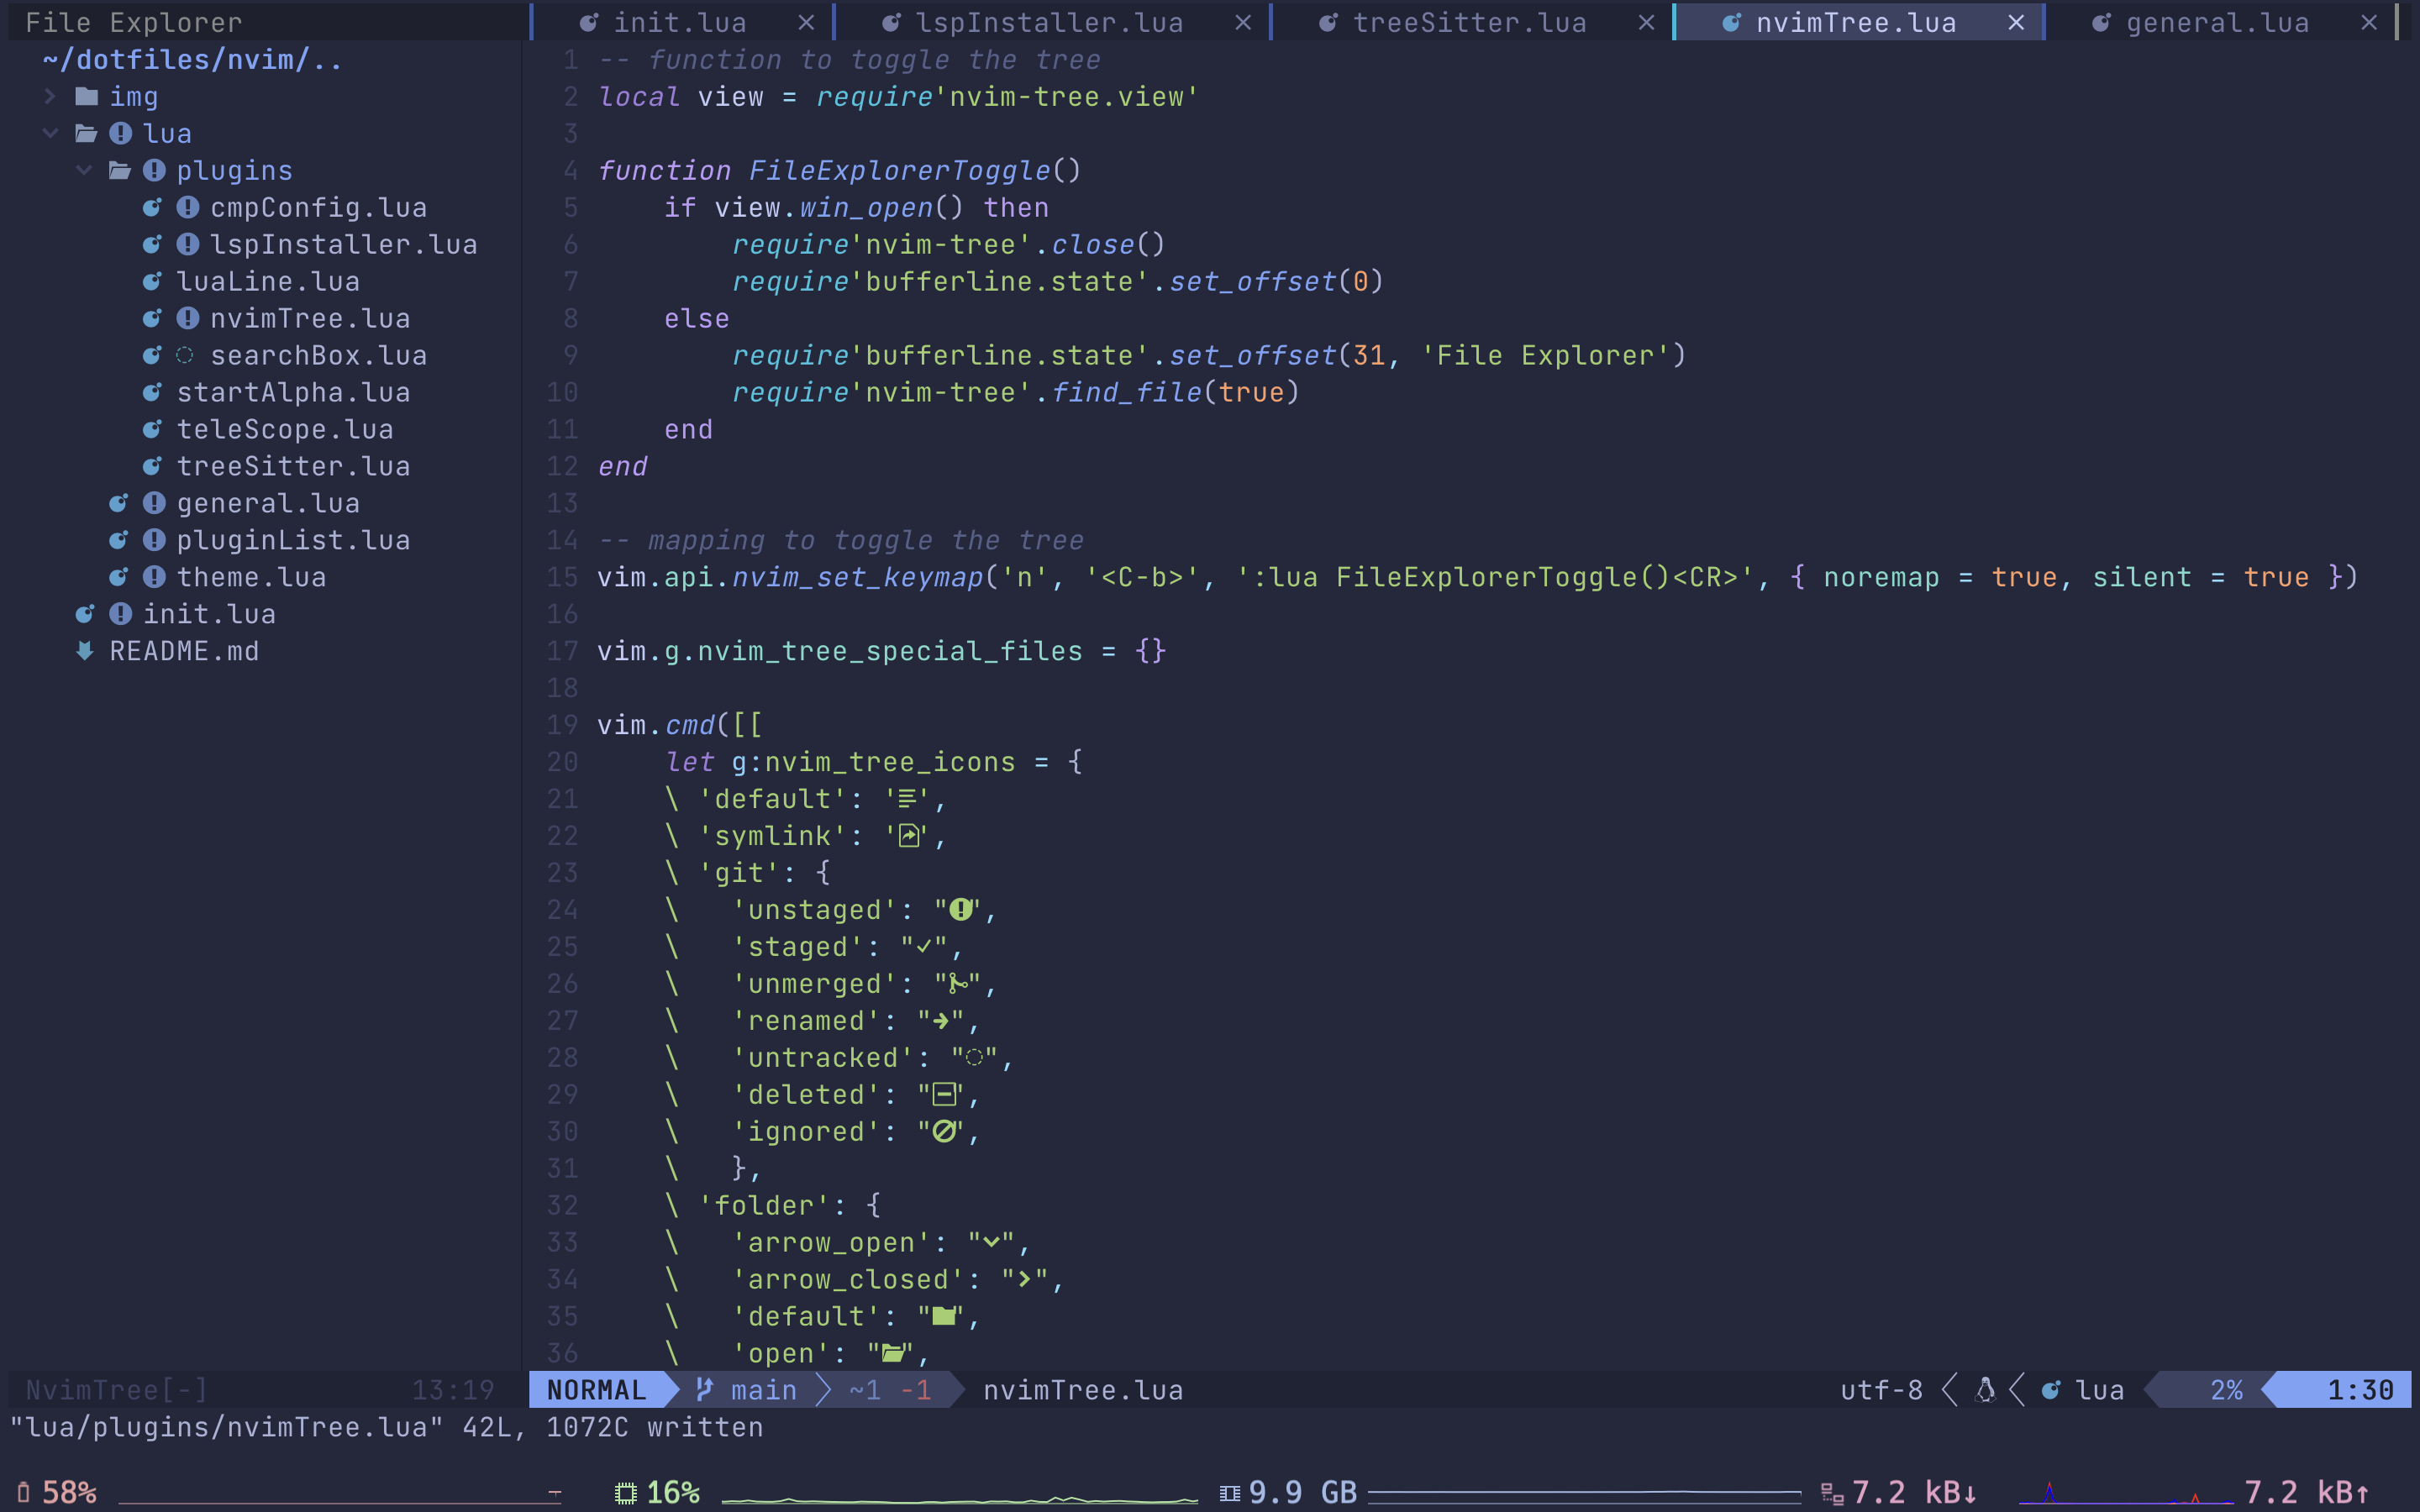 File Explorer
init.lua × lspInstaller.lua × treeSitter.lua × nvimTree.lua × general.lua ×
~/dotfiles/nvim/..
img
lua
plugins
cmpConfig.lua
lspInstaller.lua
luaLine.lua
nvimTree.lua
searchBox.lua
startAlpha.lua
teleScope.lua
treeSitter.lua
general.lua
pluginList.lua
theme.lua
init.lua
README.md
1 -- function to toggle the tree
2 local view = require'nvim-tree.view'
3
4 function FileExplorerToggle()
5     if view.win_open() then
6         require'nvim-tree'.close()
7         require'bufferline.state'.set_offset(0)
8     else
9         require'bufferline.state'.set_offset(31, 'File Explorer')
10         require'nvim-tree'.find_file(true)
11     end
12 end
13
14 -- mapping to toggle the tree
15 vim.api.nvim_set_keymap('n', '<C-b>', ':lua FileExplorerToggle()<CR>', { noremap = true, silent = true })
16
17 vim.g.nvim_tree_special_files = {}
18
19 vim.cmd([[
20     let g:nvim_tree_icons = {
21     \ 'default': '',
22     \ 'symlink': '',
23     \ 'git': {
24     \   'unstaged': "",
25     \   'staged': "✓",
26     \   'unmerged': "",
27     \   'renamed': "➜",
28     \   'untracked': "",
29     \   'deleted': "",
30     \   'ignored': "",
31     \   },
32     \ 'folder': {
33     \   'arrow_open': "",
34     \   'arrow_closed': "",
35     \   'default': "",
36     \   'open': "",
NvimTree[-] 13:19
NORMAL main ~1 -1 nvimTree.lua utf-8 lua 2% 1:30
"lua/plugins/nvimTree.lua" 42L, 1072C written
58% 16% 9.9 GB 7.2 kB↓ 7.2 kB↑